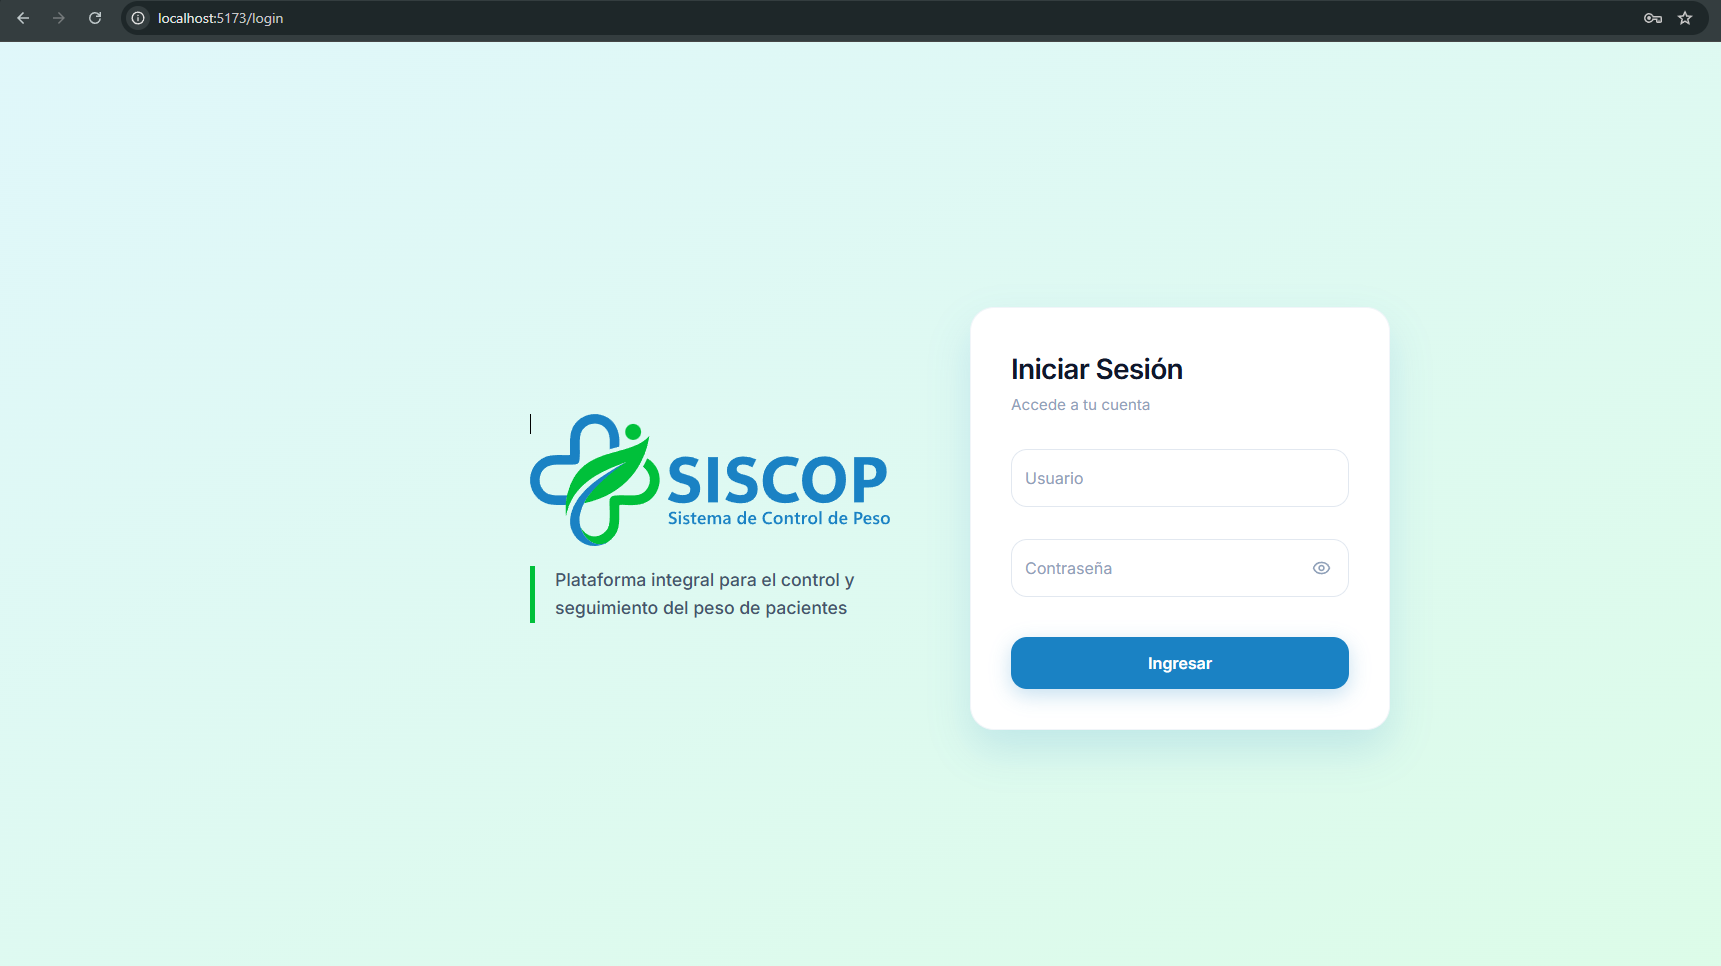 localhost:5173/login
SISCOP
Sistema de Control de Peso
Plataforma integral para el control y
seguimiento del peso de pacientes
Iniciar Sesión
Accede a tu cuenta
Usuario
Contraseña
Ingresar